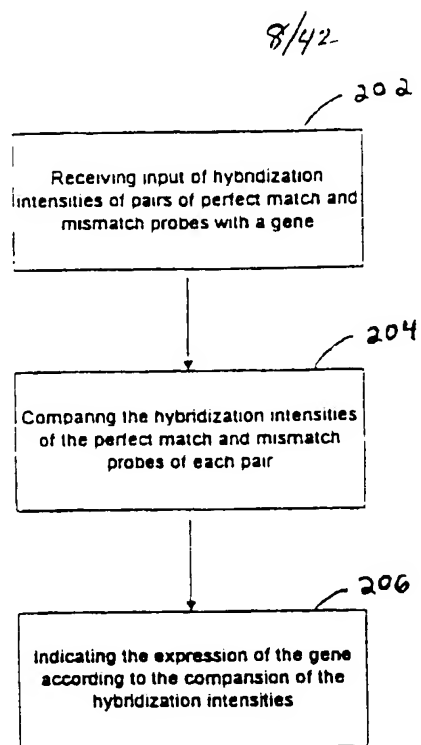 8/42
202
Receiving input of hybridization
intensities of pairs of perfect match and
mismatch probes with a gene
204
Comparing the hybridization intensities
of the perfect match and mismatch
probes of each pair
206
Indicating the expression of the gene
according to the comparison of the
hybridization intensities